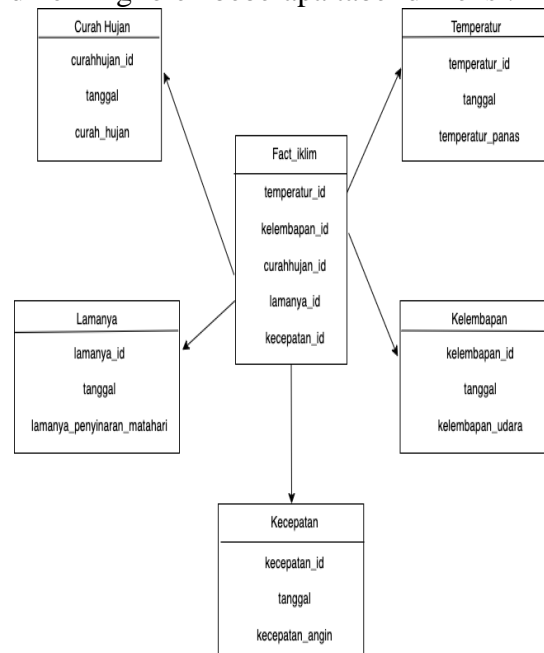 Curah Hujan
curahhujan_id
tanggal
curah_hujan
Temperatur
temperatur_id
tanggal
temperatur_panas
Fact_iklim
temperatur_id
kelembapan_id
curahhujan_id
lamanya_id
kecepatan_id
Lamanya
lamanya_id
tanggal
lamanya_penyinaran_matahari
Kelembapan
kelembapan_id
tanggal
kelembapan_udara
Kecepatan
kecepatan_id
tanggal
kecepatan_angin